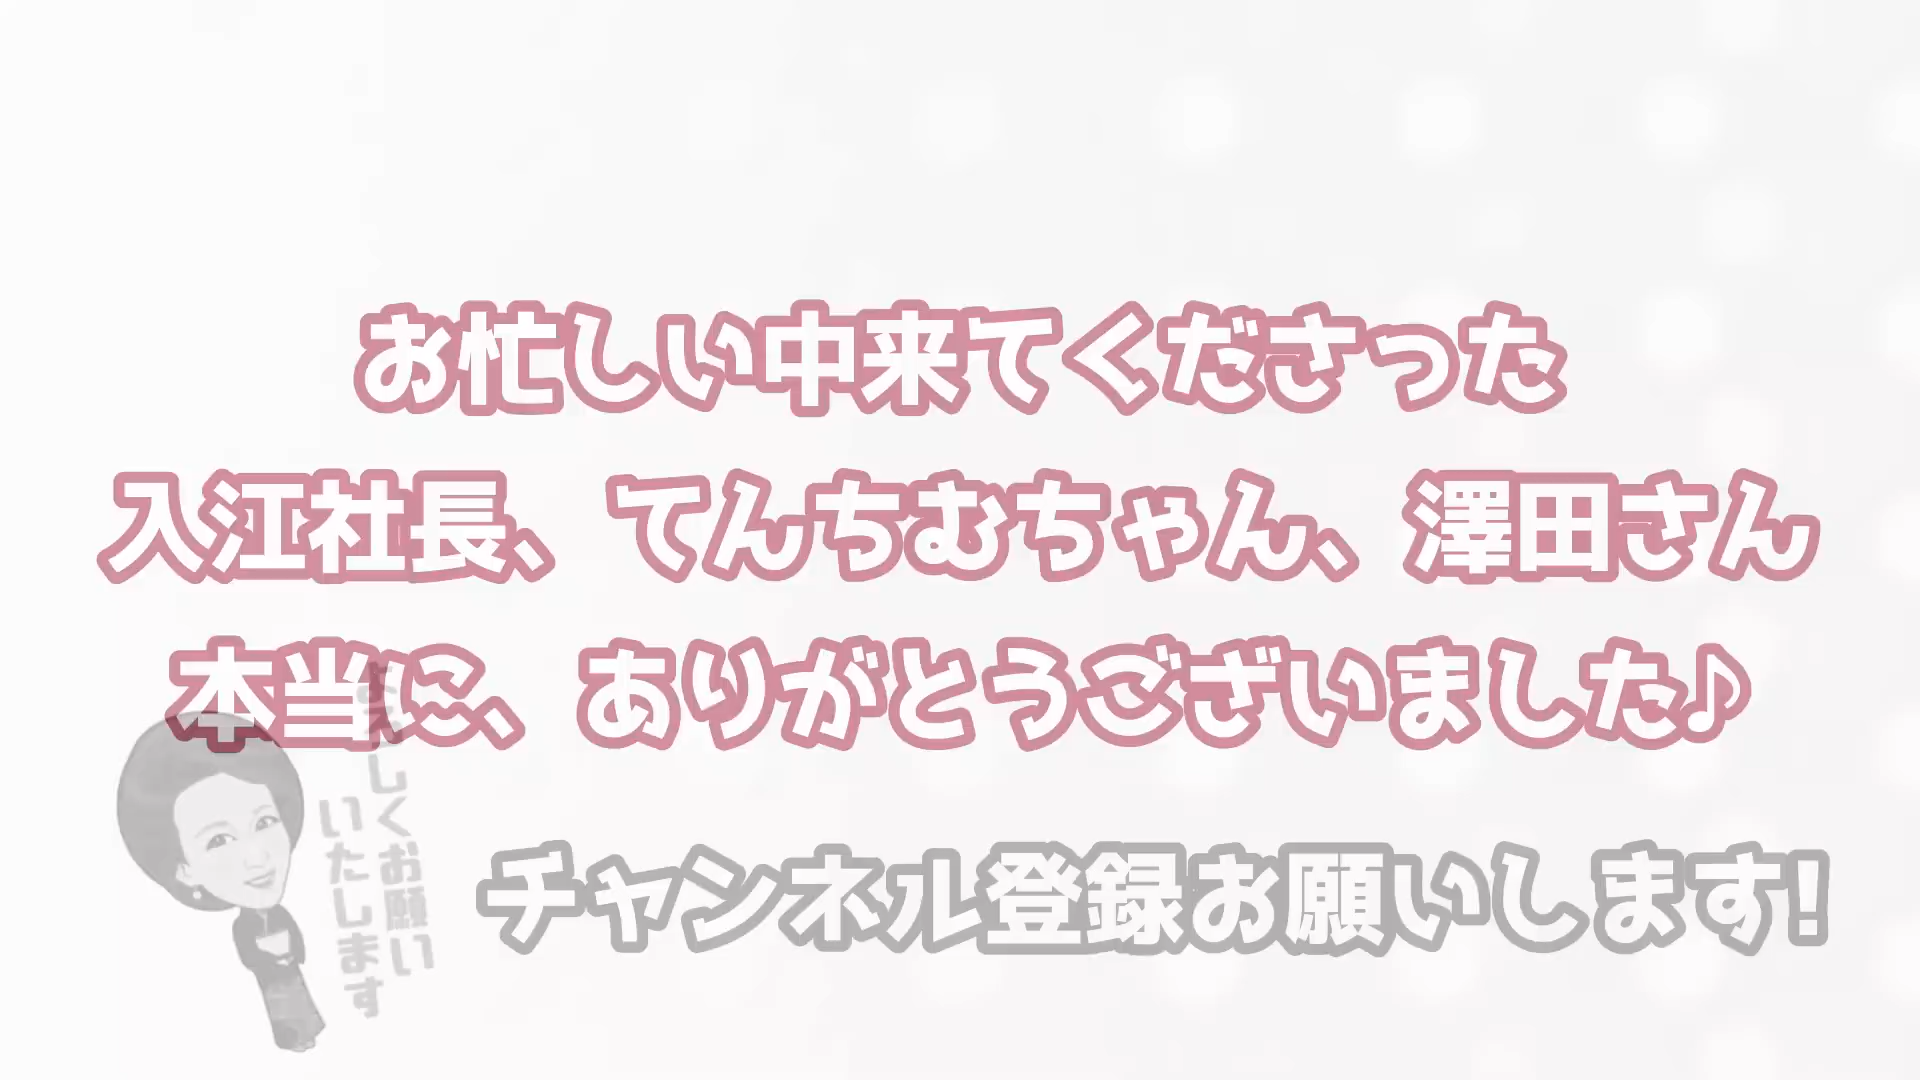 お忙しい中来てくださった
入江社長、てんちむちゃん、澤田さん
本当に、ありがとうございました♪
よろしくお願い
いたします
チャンネル登録お願いします!